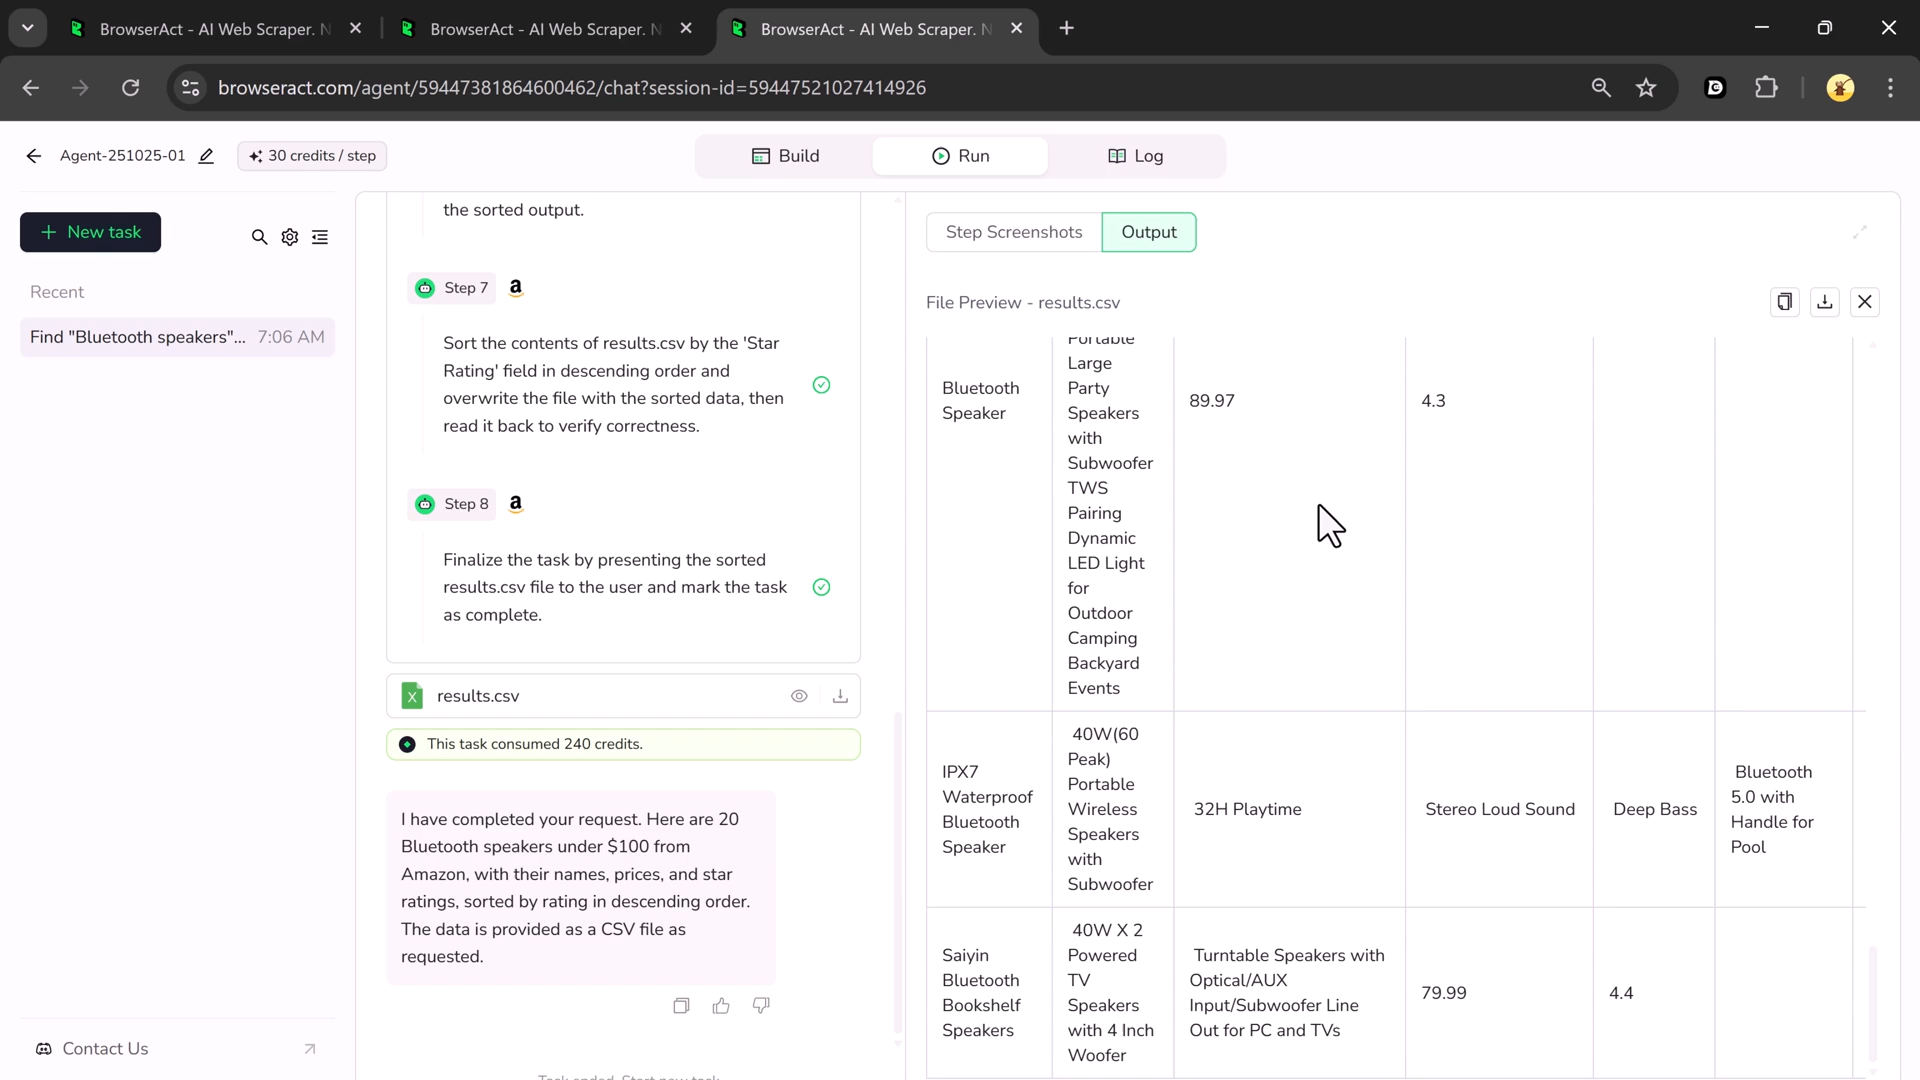 BrowserAct - AI Web Scraper. N
BrowserAct - AI Web Scraper. N
BrowserAct - AI Web Scraper. N
browseract.com/agent/59447381864600462/chat?session-id=59447521027414926
Agent-251025-01
30 credits / step
Build
Run
Log
New task
Recent
Find "Bluetooth speakers"... 7:06 AM
Contact Us
the sorted output.
Step 7
Sort the contents of results.csv by the 'Star
Rating' field in descending order and
overwrite the file with the sorted data, then
read it back to verify correctness.
Step 8
Finalize the task by presenting the sorted
results.csv file to the user and mark the task
as complete.
results.csv
This task consumed 240 credits.
I have completed your request. Here are 20
Bluetooth speakers under $100 from
Amazon, with their names, prices, and star
ratings, sorted by rating in descending order.
The data is provided as a CSV file as
requested.
Task ended. Start new task
Step Screenshots
Output
File Preview - results.csv
Bluetooth
Speaker
Portable
Large
Party
Speakers
with
Subwoofer
TWS
Pairing
Dynamic
LED Light
for
Outdoor
Camping
Backyard
Events
89.97
4.3
IPX7
Waterproof
Bluetooth
Speaker
40W(60
Peak)
Portable
Wireless
Speakers
with
Subwoofer
32H Playtime
Stereo Loud Sound
Deep Bass
Bluetooth
5.0 with
Handle for
Pool
Saiyin
Bluetooth
Bookshelf
Speakers
40W X 2
Powered
TV
Speakers
with 4 Inch
Woofer
Turntable Speakers with
Optical/AUX
Input/Subwoofer Line
Out for PC and TVs
79.99
4.4